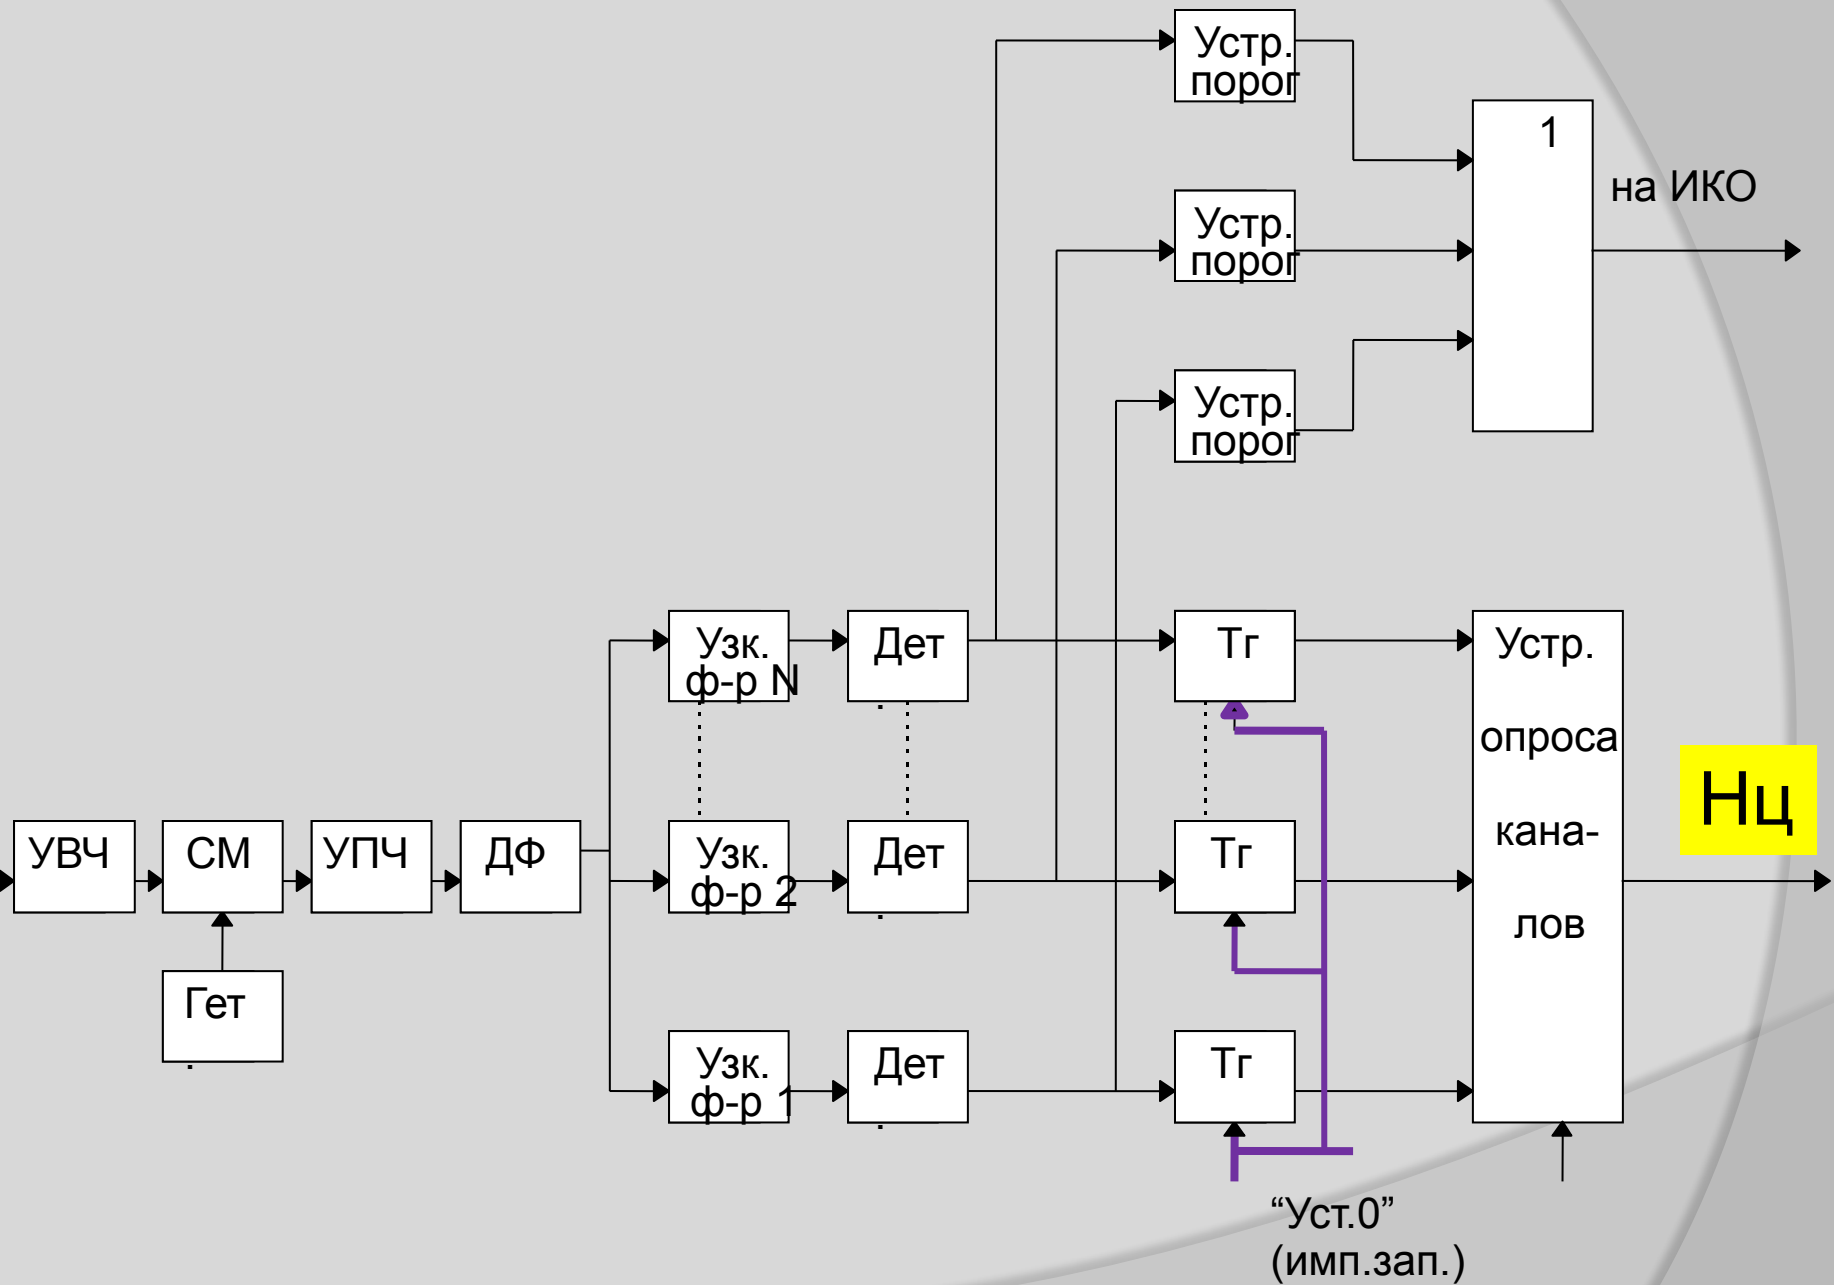 Устр.
порог
1
на ИКО
Устр.
порог
Устр.
порог
Узк.
ф-р N
Дет
.
Тг
Устр.
опроса
кана-
лов
Нц
УВЧ
СМ
УПЧ
ДФ
Узк.
ф-р 2
Дет
.
Тг
Гет
.
Узк.
ф-р 1
Дет
.
Тг
“Уст.0”
(имп.зап.)